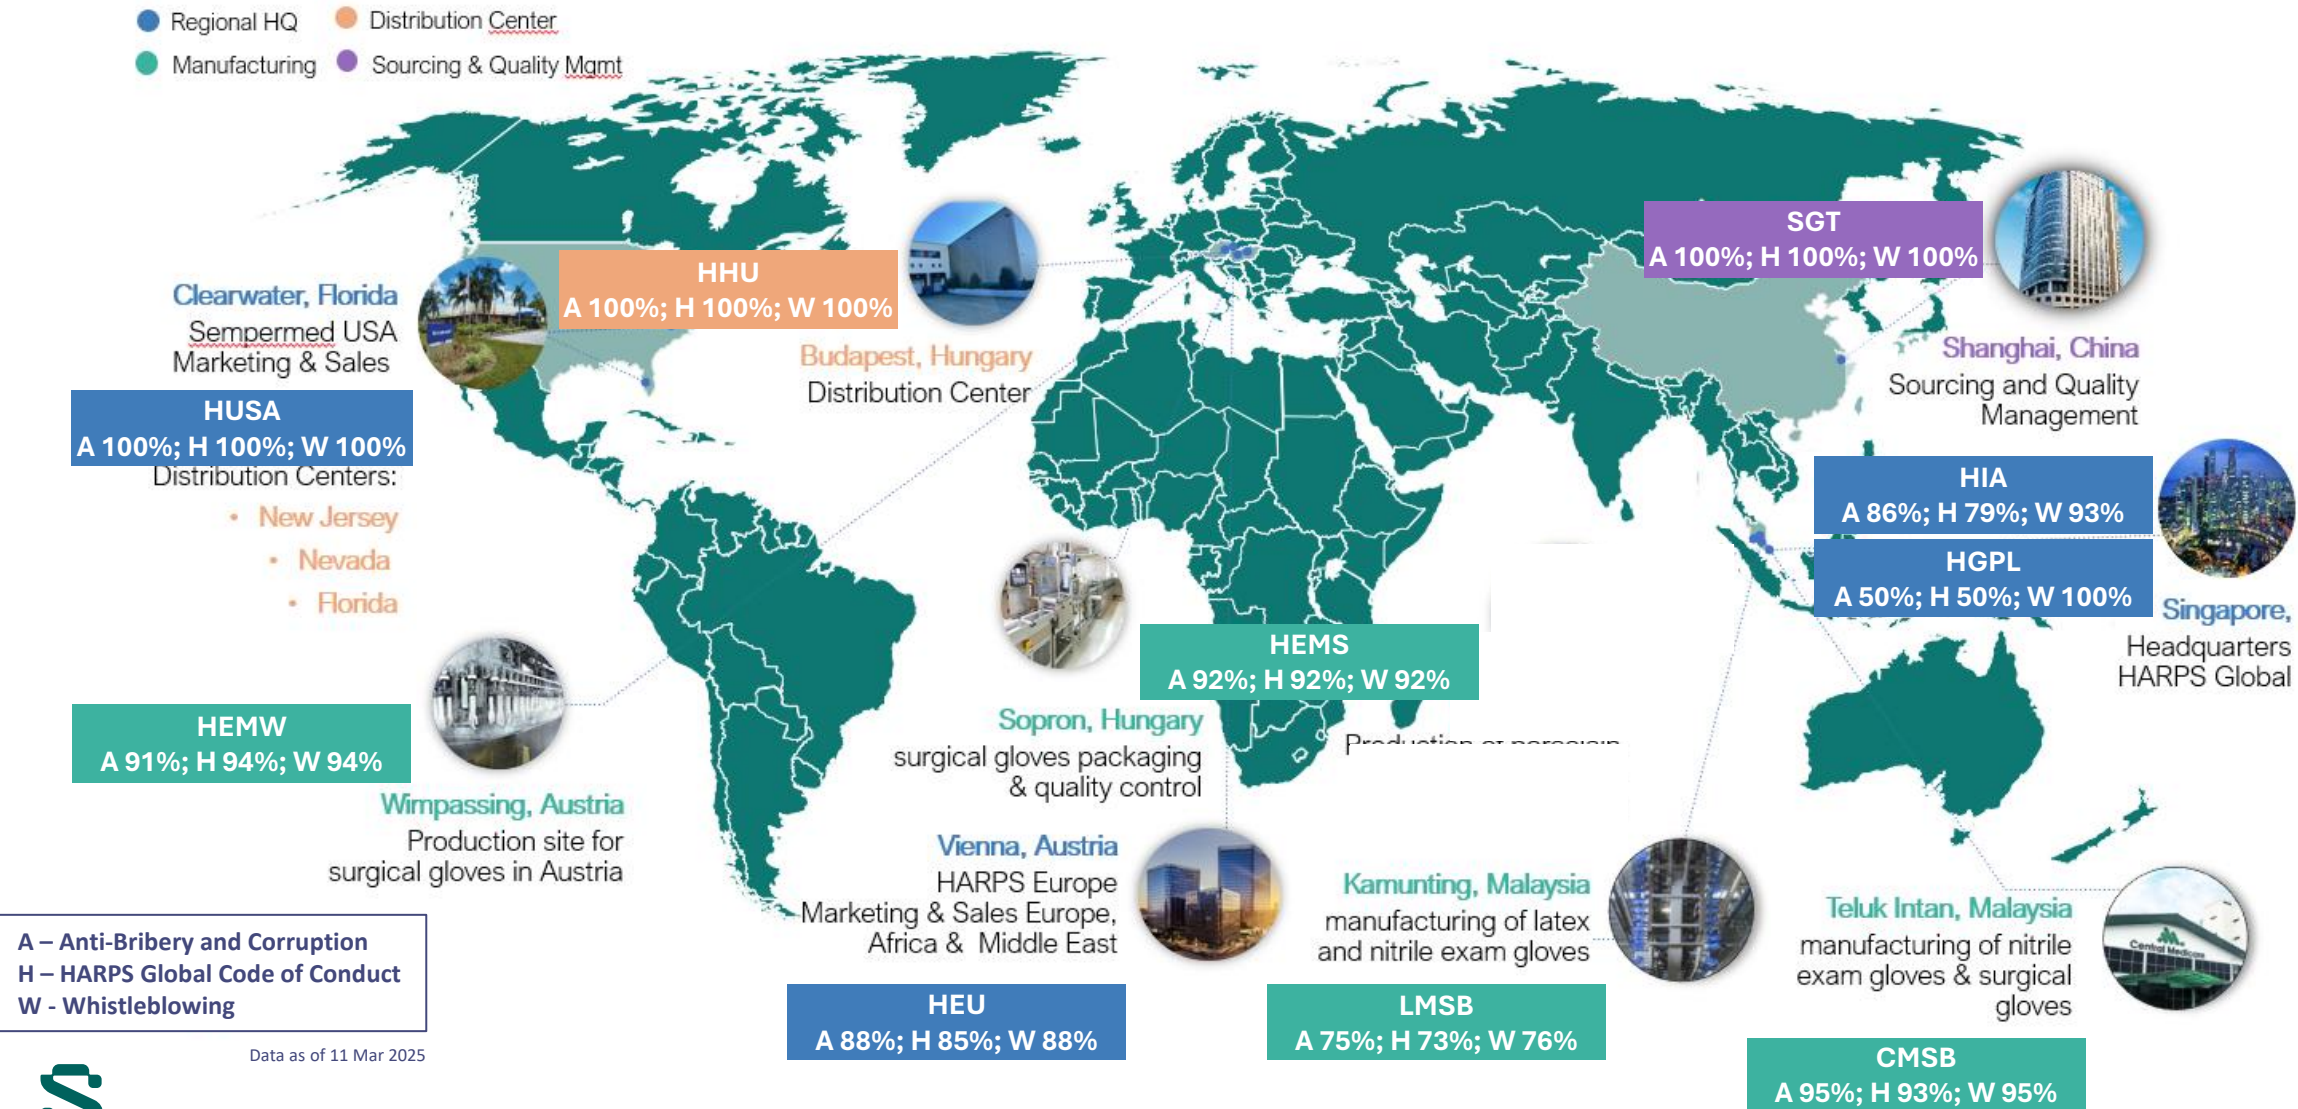 Regional HQ
Distribution Center
Manufacturing
Sourcing & Quality Mgmt
Clearwater, Florida
Sempermed USA
Marketing & Sales
HUSA
A 100%; H 100%; W 100%
Distribution Centers:
• New Jersey
• Nevada
• Florida
HHU
A 100%; H 100%; W 100%
Budapest, Hungary
Distribution Center
SGT
A 100%; H 100%; W 100%
Shanghai, China
Sourcing and Quality
Management
HIA
A 86%; H 79%; W 93%
HGPL
A 50%; H 50%; W 100%
Singapore,
Headquarters
HARPS Global
HEMW
A 91%; H 94%; W 94%
Wimpassing, Austria
Production site for
surgical gloves in Austria
HEMS
A 92%; H 92%; W 92%
Sopron, Hungary
surgical gloves packaging
& quality control
Production of porcelain
Vienna, Austria
HARPS Europe
Marketing & Sales Europe,
Africa & Middle East
HEU
A 88%; H 85%; W 88%
Kamunting, Malaysia
manufacturing of latex
and nitrile exam gloves
LMSB
A 75%; H 73%; W 76%
Teluk Intan, Malaysia
manufacturing of nitrile
exam gloves & surgical
gloves
Central Medicare
CMSB
A 95%; H 93%; W 95%
A – Anti-Bribery and Corruption
H – HARPS Global Code of Conduct
W - Whistleblowing
Data as of 11 Mar 2025